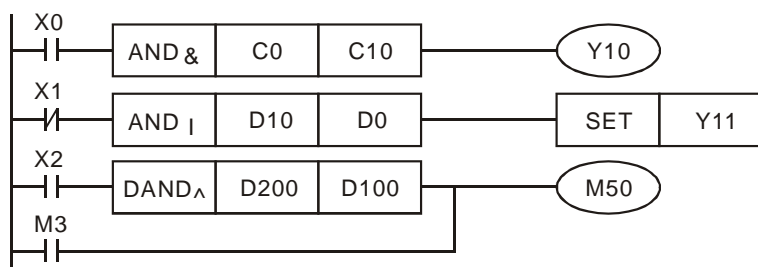 X0
AND & C0 C10 Y10
X1
AND | D10 D0 SET Y11
X2
DAND^ D200 D100 M50
M3